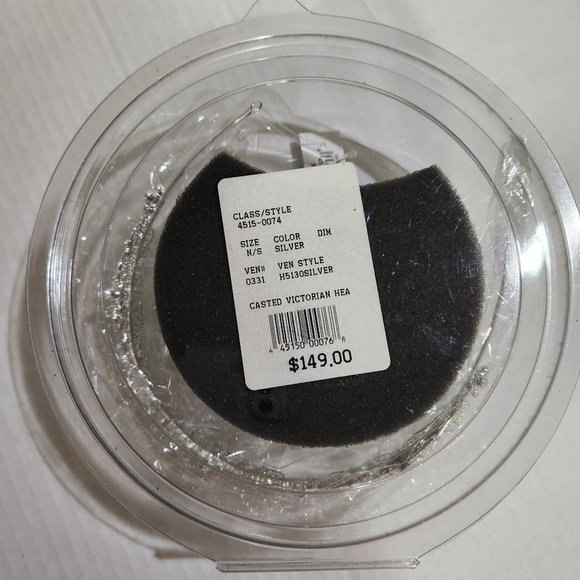 CLASS/STYLE
4515-0074
SIZE COLOR DIM
N/S SILVER
VEN# VEN STYLE
0331 H5130SILVER
CASTED VICTORIAN HEA
4 45150 00076 8
$149.00